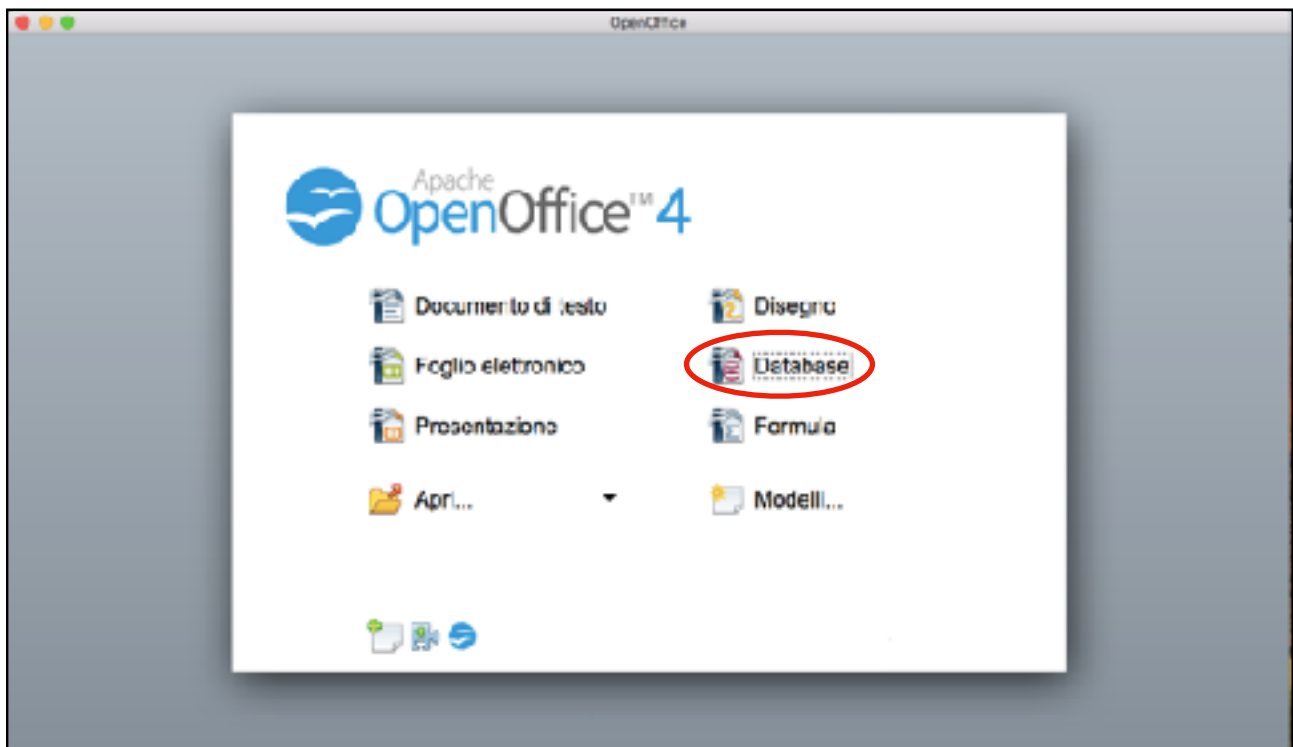 OpenOffice
Apache
OpenOffice™ 4
Documento di testo
Disegno
Foglio elettronico
Database
Presentazione
Formula
Apri...
Modelli...